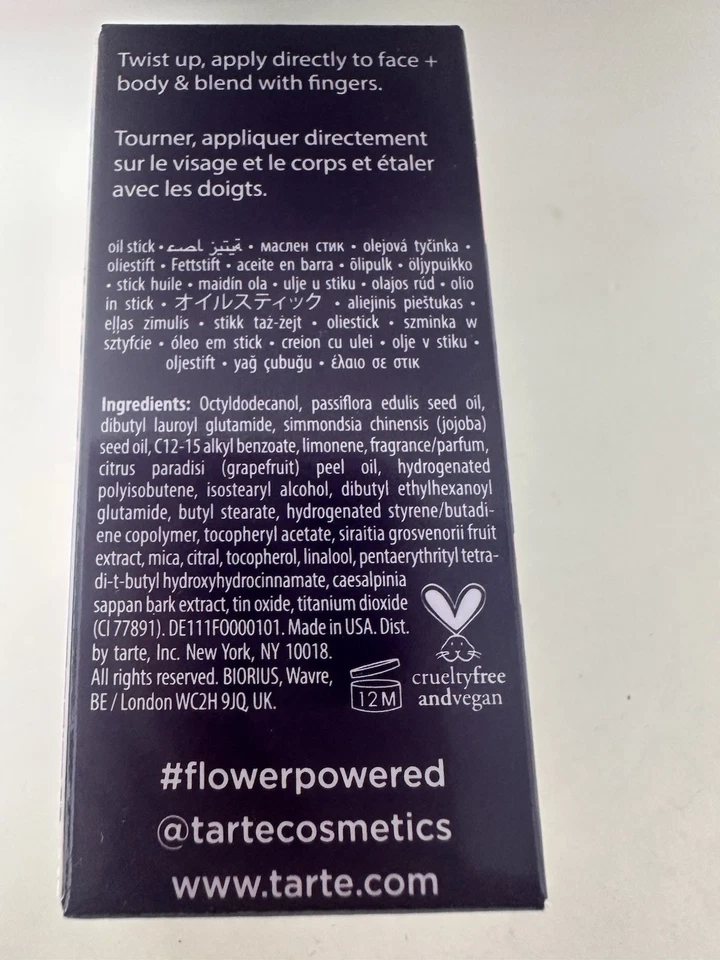 Twist up, apply directly to face +
body & blend with fingers.
Tourner, appliquer directement
sur le visage et le corps et étaler
avec les doigts.
oil stick • • маслен стик • olejová tyčinka •
oliestift • Fettstift • aceite en barra • õlipulk • öljypuikko
• stick huile • maidín ola • ulje u stiku • olajos rúd • olio
in stick • オイルスティック • aliejinis pieštukas •
eļļas zīmulis • stikk taż-żejt • oliestick • szminka w
sztyfcie • óleo em stick • creion cu ulei • olje v stiku •
oljestift • yağ çubuğu • έλαιο σε στικ
Ingredients: Octyldodecanol, passiflora edulis seed oil,
dibutyl lauroyl glutamide, simmondsia chinensis (jojoba)
seed oil, C12-15 alkyl benzoate, limonene, fragrance/parfum,
citrus paradisi (grapefruit) peel oil, hydrogenated
polyisobutene, isostearyl alcohol, dibutyl ethylhexanoyl
glutamide, butyl stearate, hydrogenated styrene/butadi-
ene copolymer, tocopheryl acetate, siraitia grosvenorii fruit
extract, mica, citral, tocopherol, linalool, pentaerythrityl tetra-
di-t-butyl hydroxyhydrocinnamate, caesalpinia
sappan bark extract, tin oxide, titanium dioxide
(CI 77891). DE111F0000101. Made in USA. Dist.
by tarte, Inc. New York, NY 10018.
All rights reserved. BIORIUS, Wavre,
BE / London WC2H 9JQ, UK.
12M
crueltyfree
andvegan
#flowerpowered
@tartecosmetics
www.tarte.com